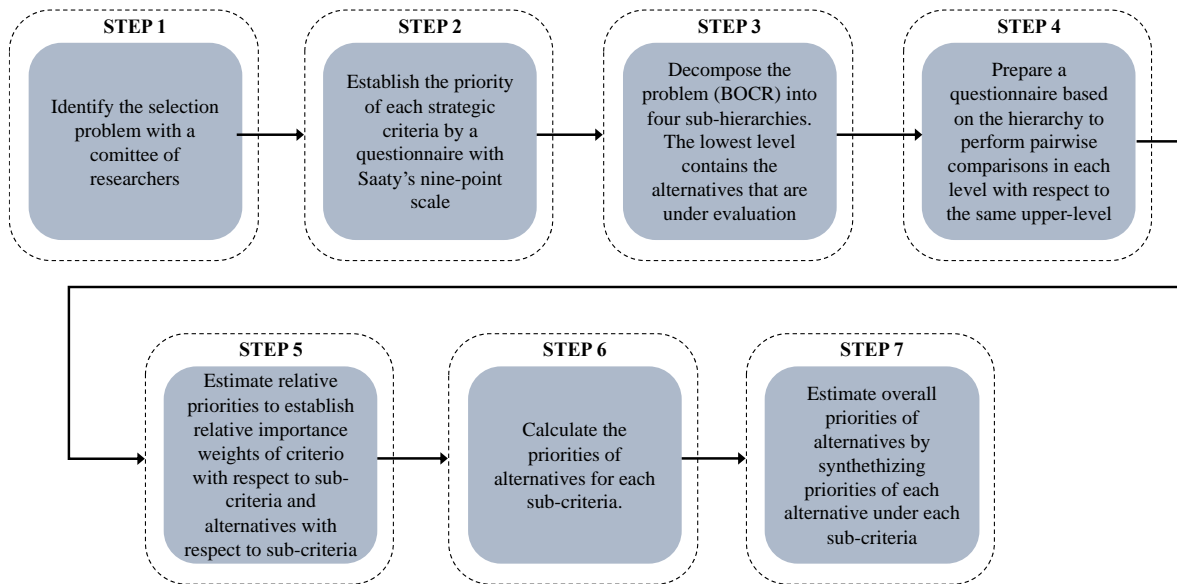 STEP 1
Identify the selection
problem with a
comittee of
researchers
STEP 2
Establish the priority
of each strategic
criteria by a
questionnaire with
Saaty's nine-point
scale
STEP 3
Decompose the
problem (BOCR) into
four sub-hierarchies.
The lowest level
contains the
alternatives that are
under evaluation
STEP 4
Prepare a
questionnaire based
on the hierarchy to
perform pairwise
comparisons in each
level with respect to
the same upper-level
STEP 5
Estimate relative
priorities to establish
relative importance
weights of criterio
with respect to sub-
criteria and
alternatives with
respect to sub-criteria
STEP 6
Calculate the
priorities of
alternatives for each
sub-criteria.
STEP 7
Estimate overall
priorities of
alternatives by
synthethizing
priorities of each
alternative under each
sub-criteria